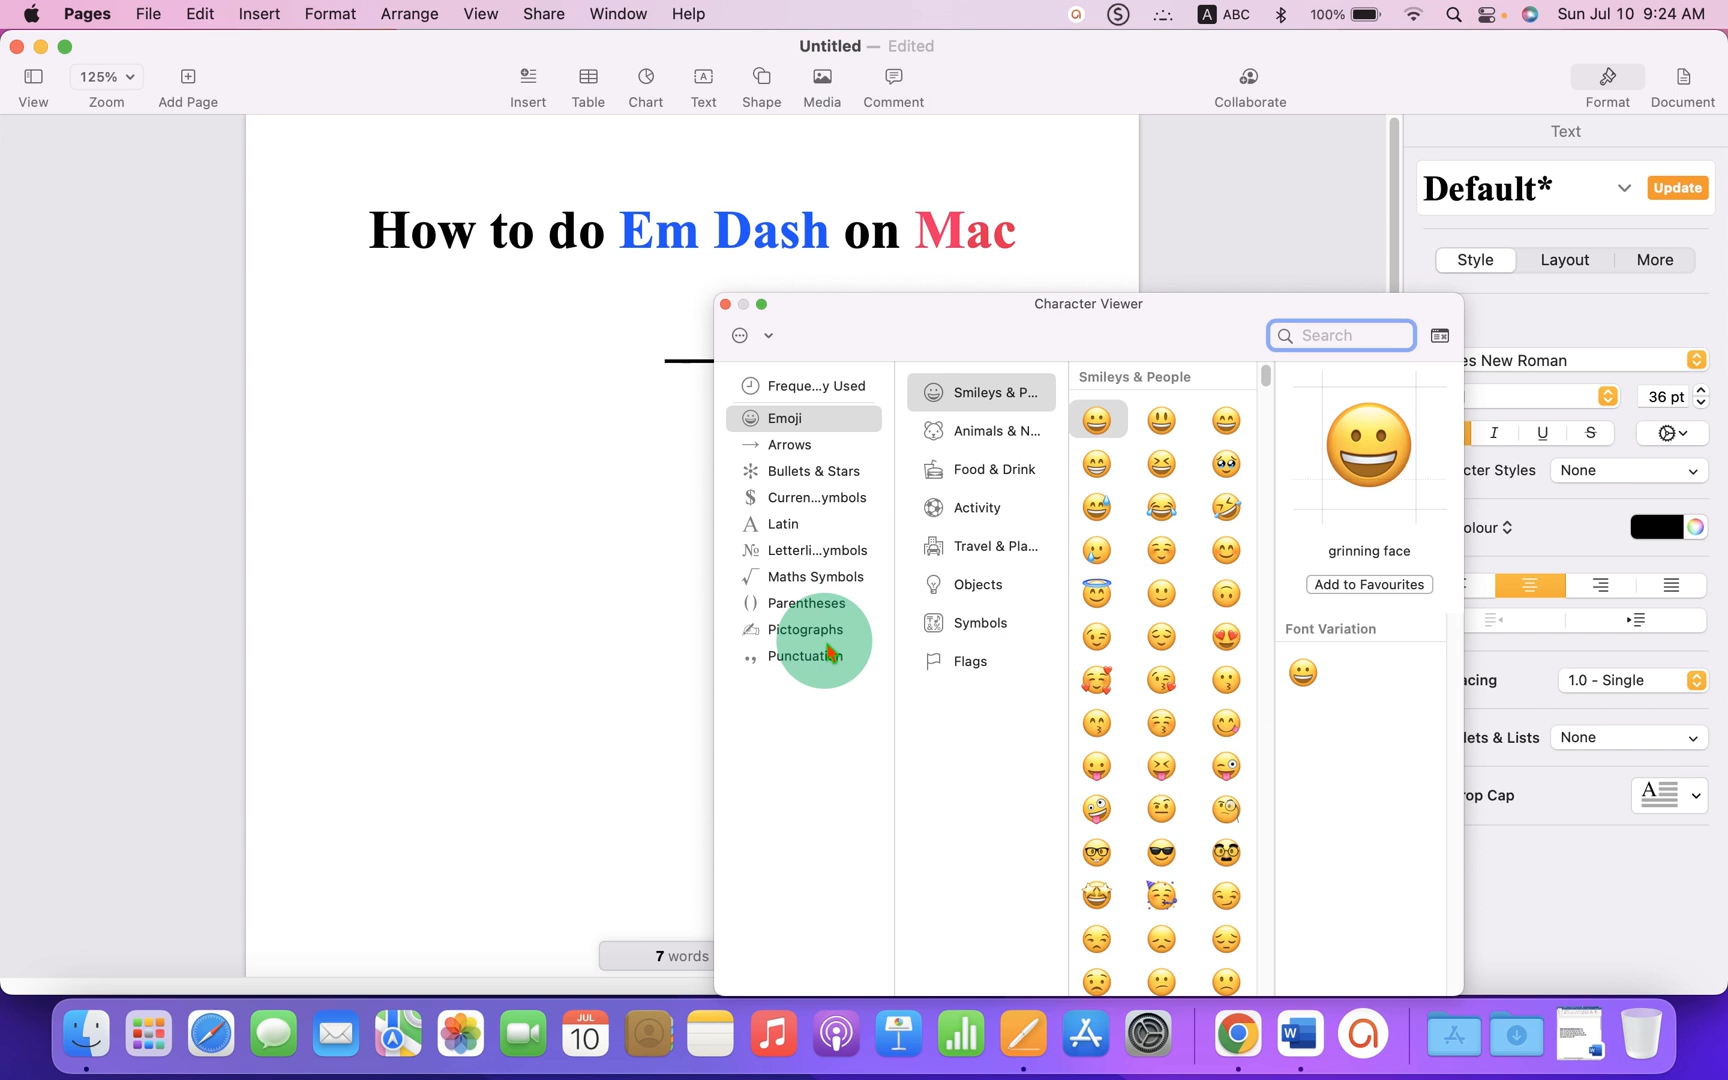 Pages File Edit Insert Format Arrange View Share Window Help
A ABC 100% Sun Jul 10 9:24 AM
Untitled — Edited
125%
View Zoom Add Page Insert Table Chart Text Shape Media Comment Collaborate Format Document
Text
Default* Update
How to do Em Dash on Mac
Style Layout More
Character Viewer
Search
es New Roman
36 pt
I U S
cter Styles None
olour
acing 1.0 - Single
lets & Lists None
rop Cap A
Freque...y Used
Emoji
Arrows
Bullets & Stars
Curren...ymbols
Latin
Letterli...ymbols
Maths Symbols
Parentheses
Pictographs
Punctuation
Smileys & P...
Animals & N...
Food & Drink
Activity
Travel & Pla...
Objects
Symbols
Flags
Smileys & People
grinning face
Add to Favourites
Font Variation
7 words
JUL
10